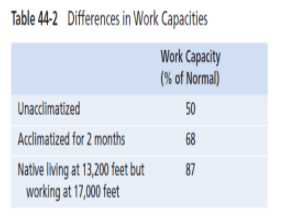 Table 44-2 Differences in Work Capacities
Work Capacity
(% of Normal)
Unacclimatized 50
Acclimatized for 2 months 68
Native living at 13,200 feet but 87
working at 17,000 feet